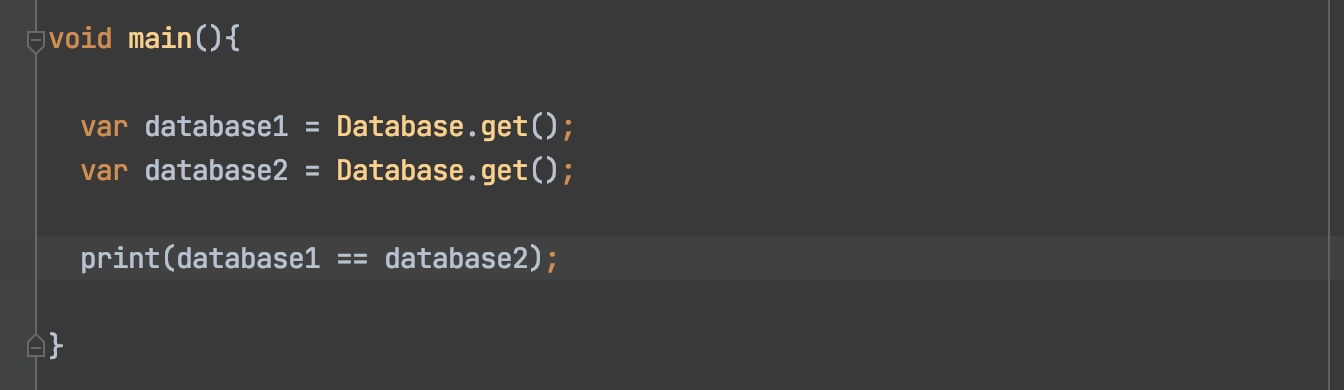 void main(){
var database1 = Database.get();
var database2 = Database.get();
print(database1 == database2);
}